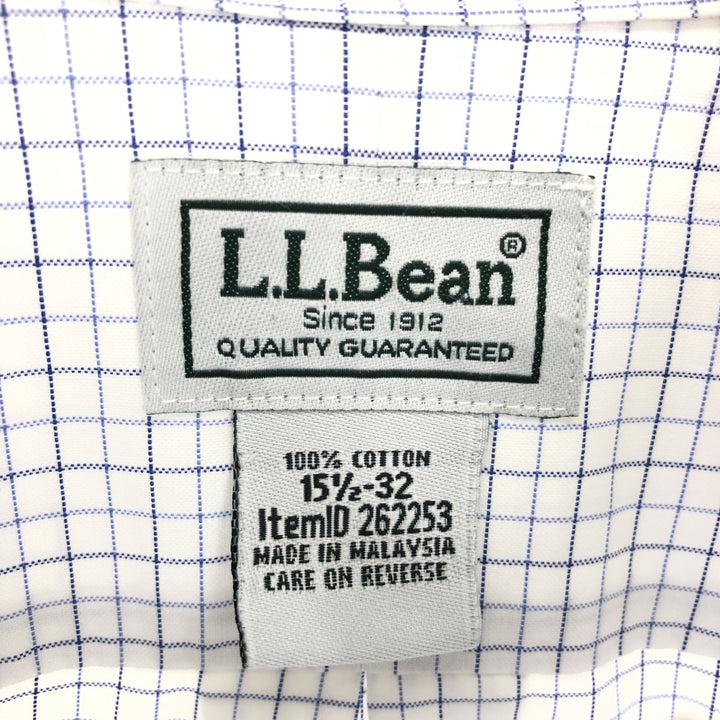 L.L.Bean®
Since 1912
QUALITY GUARANTEED
100% COTTON
15½-32
ItemID 262253
MADE IN MALAYSIA
CARE ON REVERSE